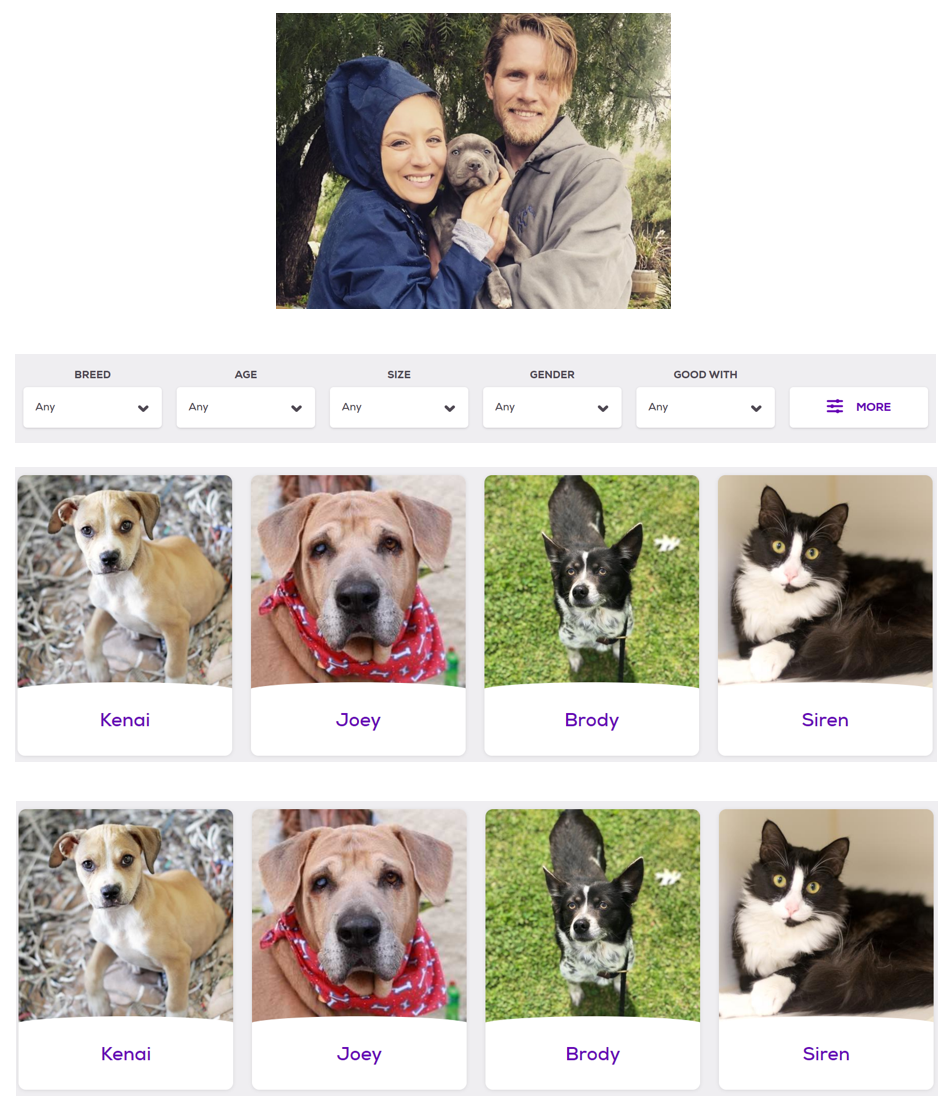 BREED AGE SIZE GENDER GOOD WITH
Any Any Any Any Any MORE
Kenai Joey Brody Siren
Kenai Joey Brody Siren